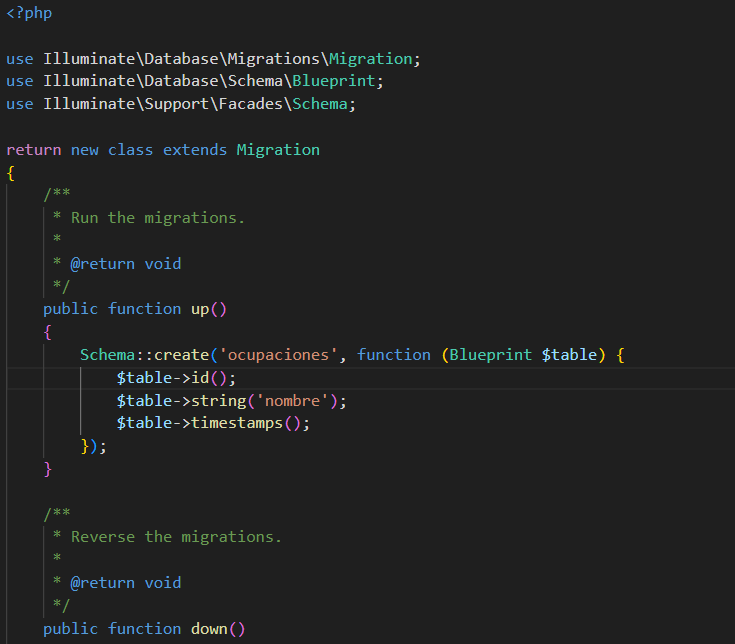 <?php
use Illuminate\Database\Migrations\Migration;
use Illuminate\Database\Schema\Blueprint;
use Illuminate\Support\Facades\Schema;
return new class extends Migration
{
    /**
     * Run the migrations.
     *
     * @return void
     */
    public function up()
    {
        Schema::create('ocupaciones', function (Blueprint $table) {
            $table->id();
            $table->string('nombre');
            $table->timestamps();
        });
    }
    /**
     * Reverse the migrations.
     *
     * @return void
     */
    public function down()